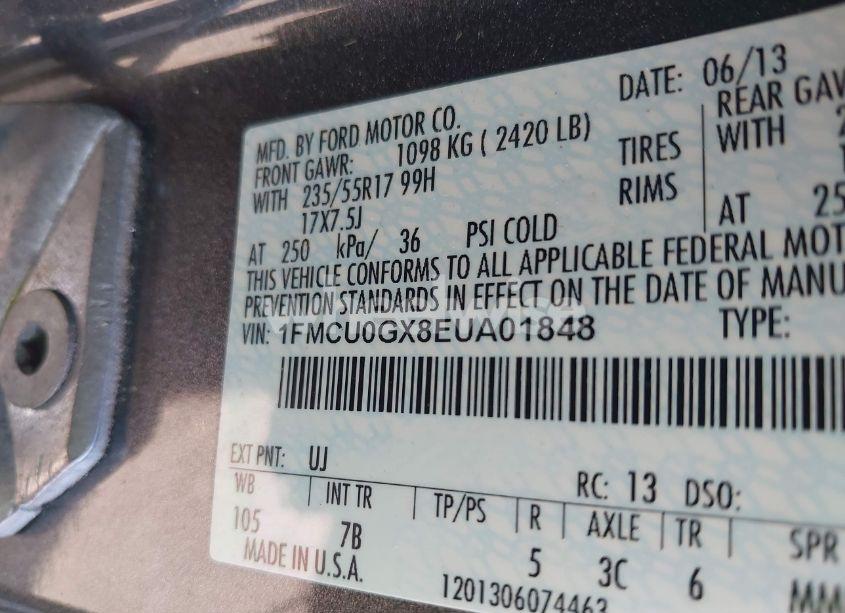 DATE: 06/13
MFD. BY FORD MOTOR CO.
FRONT GAWR: 1098 KG ( 2420 LB) REAR GAW
WITH 235/55R17 99H TIRES WITH
17X7.5J RIMS
AT 250 kPa/ 36 PSI COLD AT 25
THIS VEHICLE CONFORMS TO ALL APPLICABLE FEDERAL MOT
PREVENTION STANDARDS IN EFFECT ON THE DATE OF MANU
VIN: 1FMCU0GX8EUA01848 TYPE:
EXT PNT: UJ RC: 13 DSO:
WB INT TR TP/PS R AXLE TR SPR
105 7B 5 3C 6 MM
MADE IN U.S.A. 1201306074463